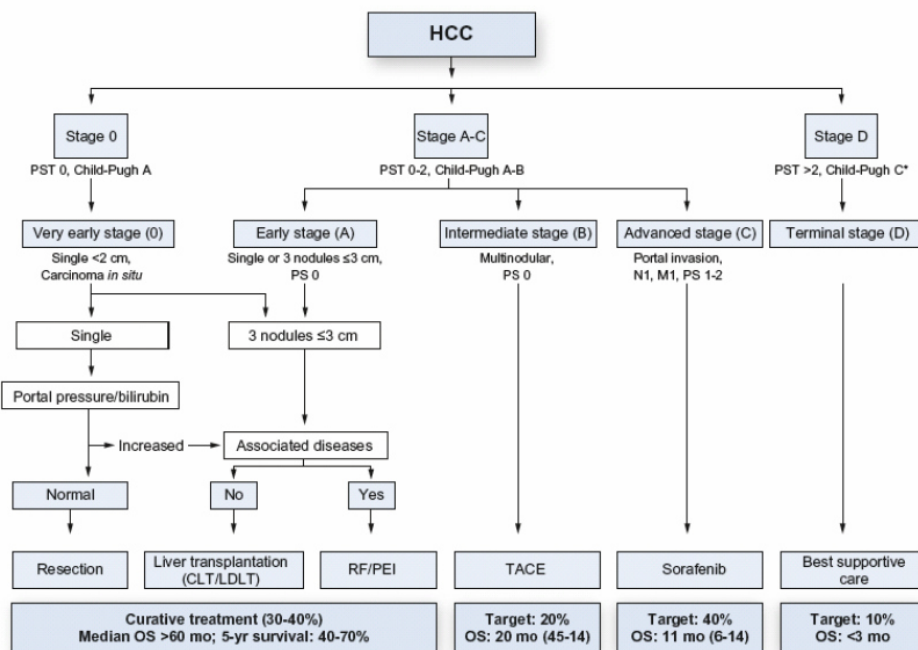 HCC
Stage 0
Stage A-C
Stage D
PST 0, Child-Pugh A
PST 0-2, Child-Pugh A-B
PST >2, Child-Pugh C*
Very early stage (0)
Early stage (A)
Intermediate stage (B)
Advanced stage (C)
Terminal stage (D)
Single <2 cm,
Carcinoma in situ
Single or 3 nodules ≤3 cm,
PS 0
Multinodular,
PS 0
Portal invasion,
N1, M1, PS 1-2
Single
3 nodules ≤3 cm
Portal pressure/bilirubin
Increased
Associated diseases
Normal
No
Yes
Resection
Liver transplantation
(CLT/LDLT)
RF/PEI
TACE
Sorafenib
Best supportive
care
Curative treatment (30-40%)
Median OS >60 mo; 5-yr survival: 40-70%
Target: 20%
OS: 20 mo (45-14)
Target: 40%
OS: 11 mo (6-14)
Target: 10%
OS: <3 mo